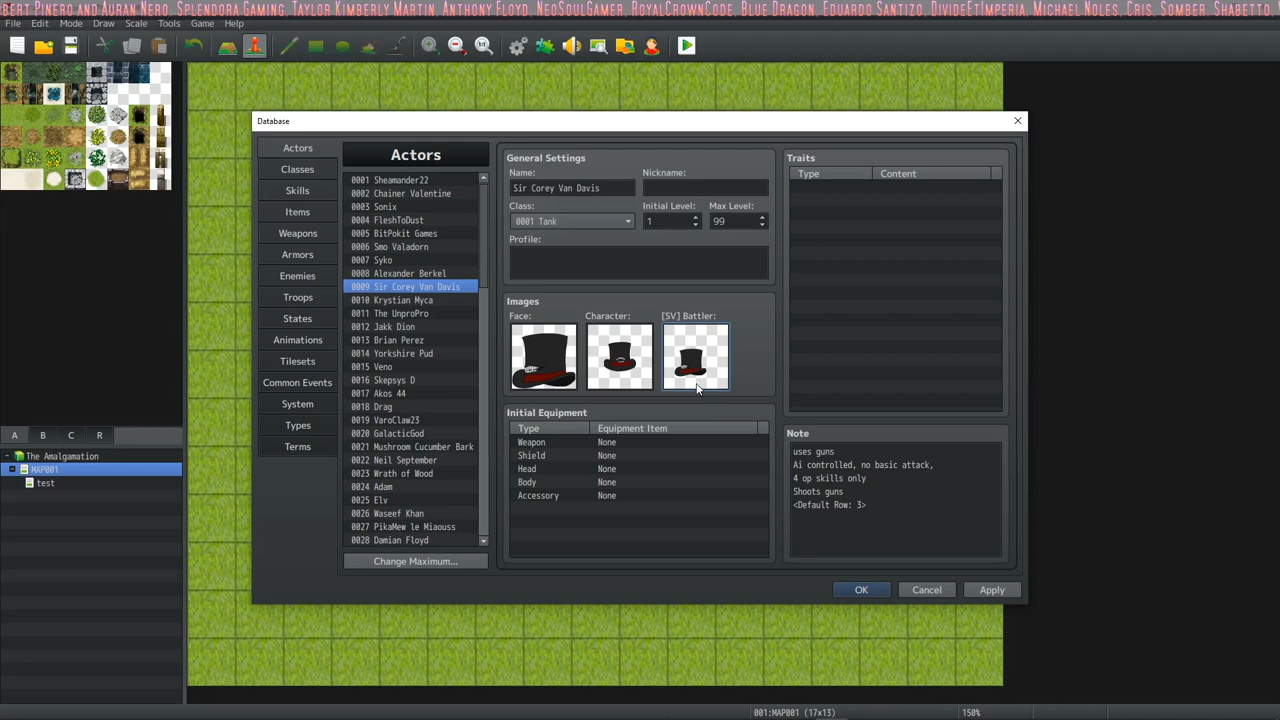 BERT PINERO AND AURAN, NERO, SPLENDORA GAMING, TAYLOR KIMBERLY MARTIN, ANTHONY FLOYD, NEOSOULGAMER, ROYALCROWNCODE, BLUE DRAGON, EDUARDO SANTIZO, DIVIDEETIMPERIA, MICHAEL NOLES, CRIS, SOMBER, SHABETTO
File Edit Mode Draw Scale Tools Game Help
Database
Actors
Classes
Skills
Items
Weapons
Armors
Enemies
Troops
States
Animations
Tilesets
Common Events
System
Types
Terms
Actors
0001 Sheamander22
0002 Chainer Valentine
0003 Sonix
0004 FleshToDust
0005 BitPokit Games
0006 Smo Valadorn
0007 Syko
0008 Alexander Berkel
0009 Sir Corey Van Davis
0010 Krystian Myca
0011 The UnproPro
0012 Jakk Dion
0013 Brian Perez
0014 Yorkshire Pud
0015 Veno
0016 Skepsys D
0017 Akos 44
0018 Drag
0019 VaroClaw23
0020 GalacticGod
0021 Mushroom Cucumber Bark
0022 Neil September
0023 Wrath of Wood
0024 Adam
0025 Elv
0026 Waseef Khan
0027 PikaMew le Miaouss
0028 Damian Floyd
Change Maximum...
General Settings
Name: Nickname:
Sir Corey Van Davis
Class: Initial Level: Max Level:
0001 Tank 1 99
Profile:
Images
Face: Character: [SV] Battler:
Initial Equipment
Type Equipment Item
Weapon None
Shield None
Head None
Body None
Accessory None
Traits
Type Content
Note
uses guns
Ai controlled, no basic attack,
4 op skills only
Shoots guns
<Default Row: 3>
OK Cancel Apply
A B C R
The Amalgamation
MAP001
test
001:MAP001 (17x13) 150%